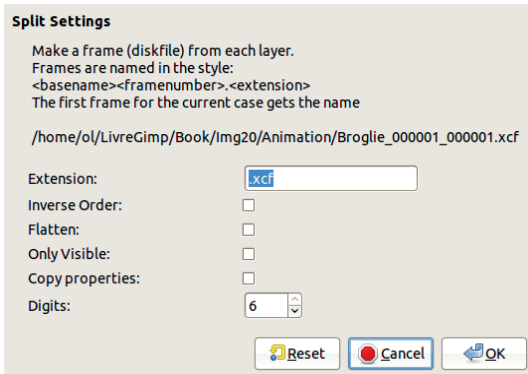 Split Settings
Make a frame (diskfile) from each layer.
Frames are named in the style:
<basename><framenumber>.<extension>
The first frame for the current case gets the name
/home/ol/LivreGimp/Book/Img20/Animation/Broglie_000001_000001.xcf
Extension: .xcf
Inverse Order:
Flatten:
Only Visible:
Copy properties:
Digits: 6
Reset Cancel OK